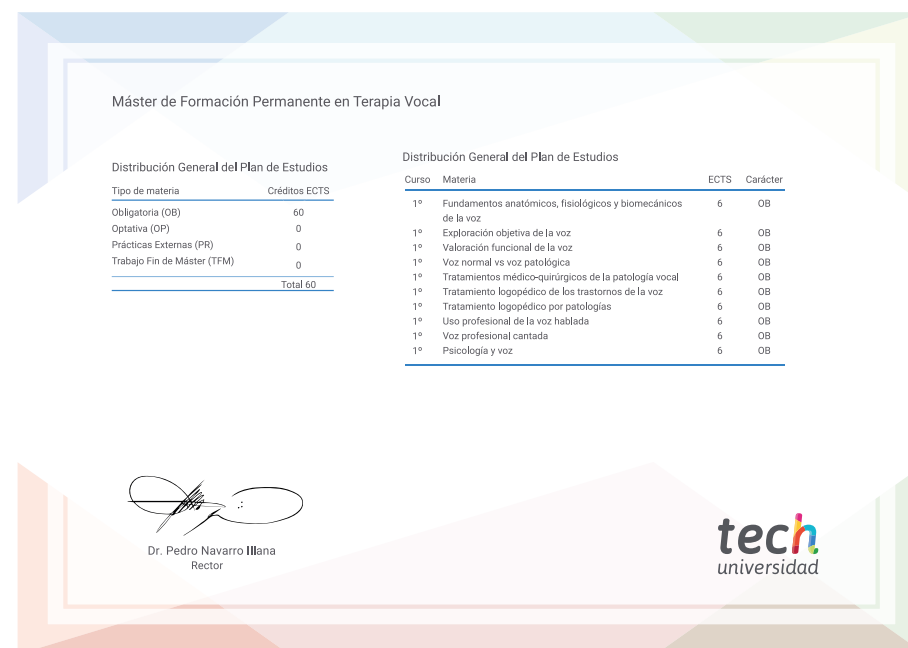 Máster de Formación Permanente en Terapia Vocal
Distribución General del Plan de Estudios
Tipo de materia Créditos ECTS
Obligatoria (OB) 60
Optativa (OP) 0
Prácticas Externas (PR) 0
Trabajo Fin de Máster (TFM) 0
Total 60
Distribución General del Plan de Estudios
Curso Materia ECTS Carácter
1º Fundamentos anatómicos, fisiológicos y biomecánicos 6 OB
de la voz
1º Exploración objetiva de la voz 6 OB
1º Valoración funcional de la voz 6 OB
1º Voz normal vs voz patológica 6 OB
1º Tratamientos médico-quirúrgicos de la patología vocal 6 OB
1º Tratamiento logopédico de los trastornos de la voz 6 OB
1º Tratamiento logopédico por patologías 6 OB
1º Uso profesional de la voz hablada 6 OB
1º Voz profesional cantada 6 OB
1º Psicología y voz 6 OB
Dr. Pedro Navarro Illana
Rector
tech
universidad